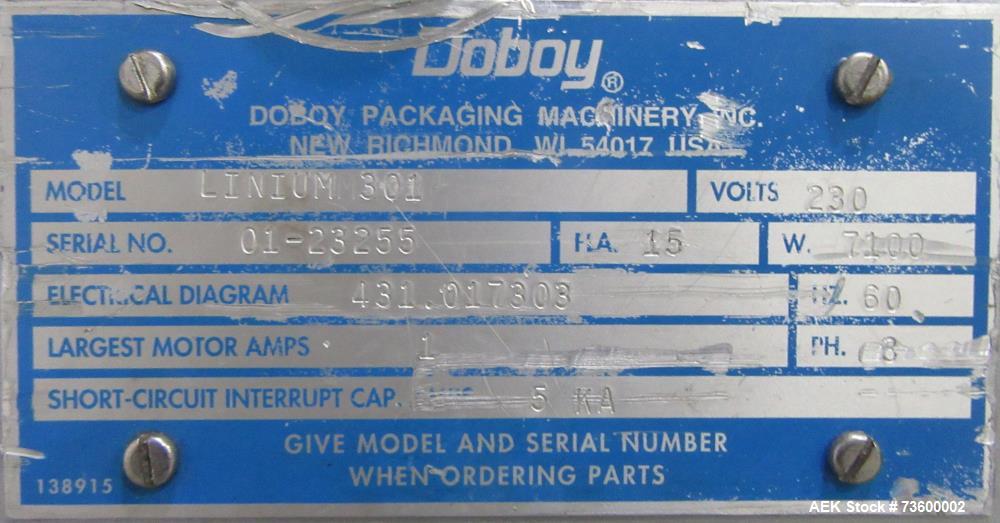 Doboy®
DOBOY PACKAGING MACHINERY, INC.
NEW RICHMOND, WI 54017 USA
MODEL LINIUM 301 VOLTS 230
SERIAL NO. 01-23255 F.L.A. 15 W. 7100
ELECTRICAL DIAGRAM 431.017303 HZ. 60
LARGEST MOTOR AMPS 1 PH. 3
SHORT-CIRCUIT INTERRUPT CAP. 5 KA
GIVE MODEL AND SERIAL NUMBER
WHEN ORDERING PARTS
138915
AEK Stock # 73600002